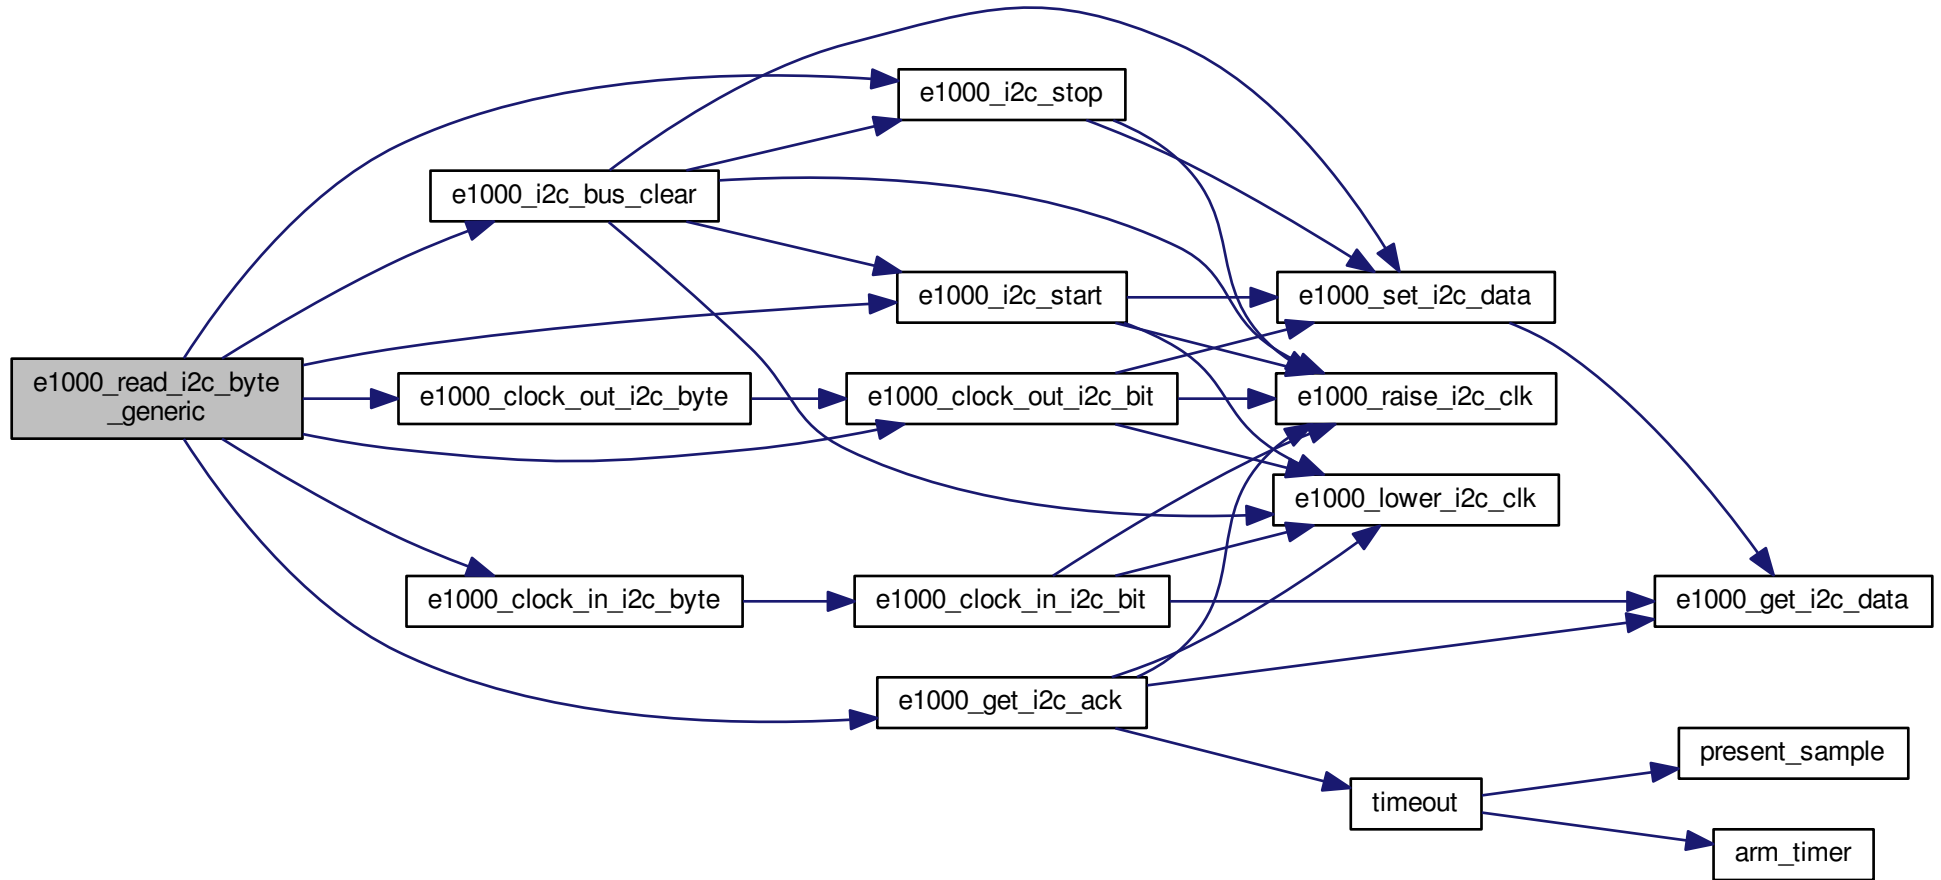 e1000_i2c_stop
e1000_i2c_bus_clear
e1000_i2c_start
e1000_set_i2c_data
e1000_read_i2c_byte
_generic
e1000_clock_out_i2c_byte
e1000_clock_out_i2c_bit
e1000_raise_i2c_clk
e1000_lower_i2c_clk
e1000_clock_in_i2c_byte
e1000_clock_in_i2c_bit
e1000_get_i2c_data
e1000_get_i2c_ack
present_sample
timeout
arm_timer